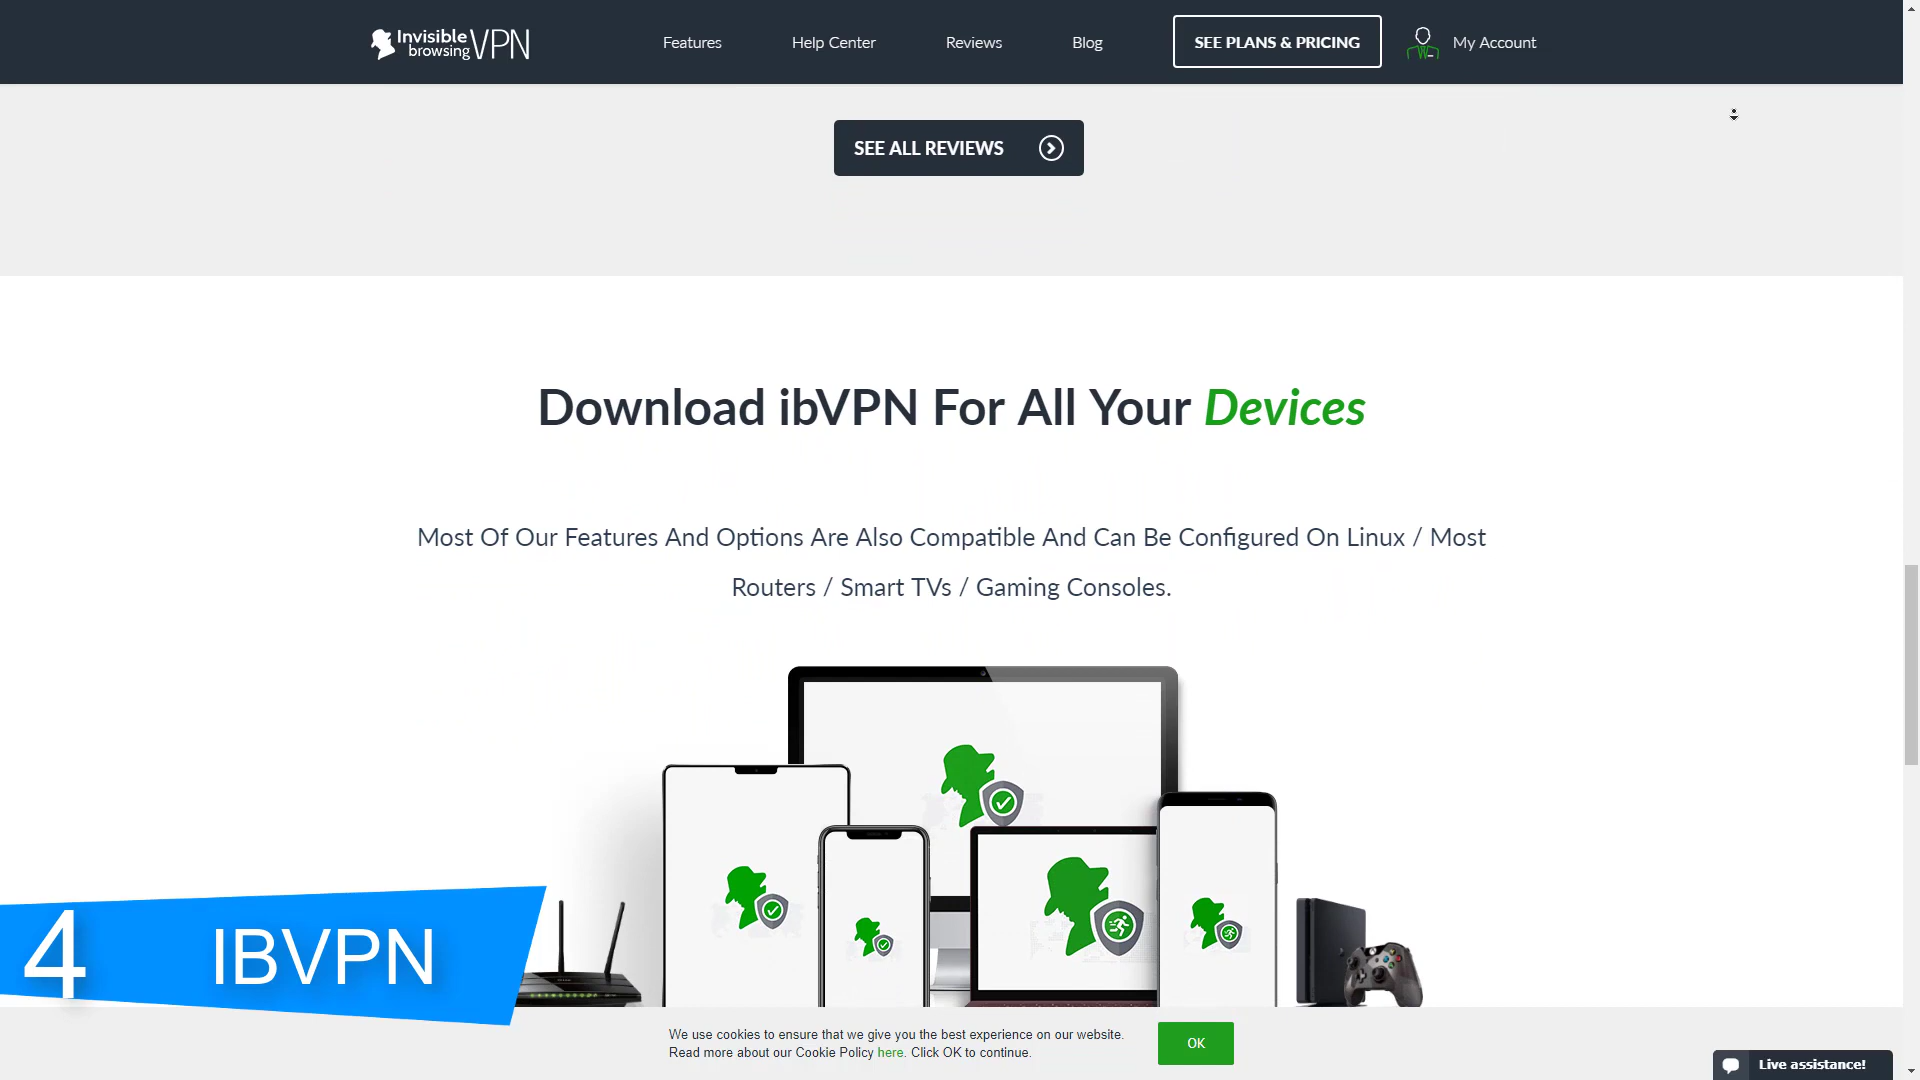 Invisible
browsing VPN
Features
Help Center
Reviews
Blog
SEE PLANS & PRICING
My Account
SEE ALL REVIEWS
Download ibVPN For All Your Devices
Most Of Our Features And Options Are Also Compatible And Can Be Configured On Linux / Most
Routers / Smart TVs / Gaming Consoles.
4 IBVPN
We use cookies to ensure that we give you the best experience on our website.
Read more about our Cookie Policy here. Click OK to continue.
OK
Live assistance!